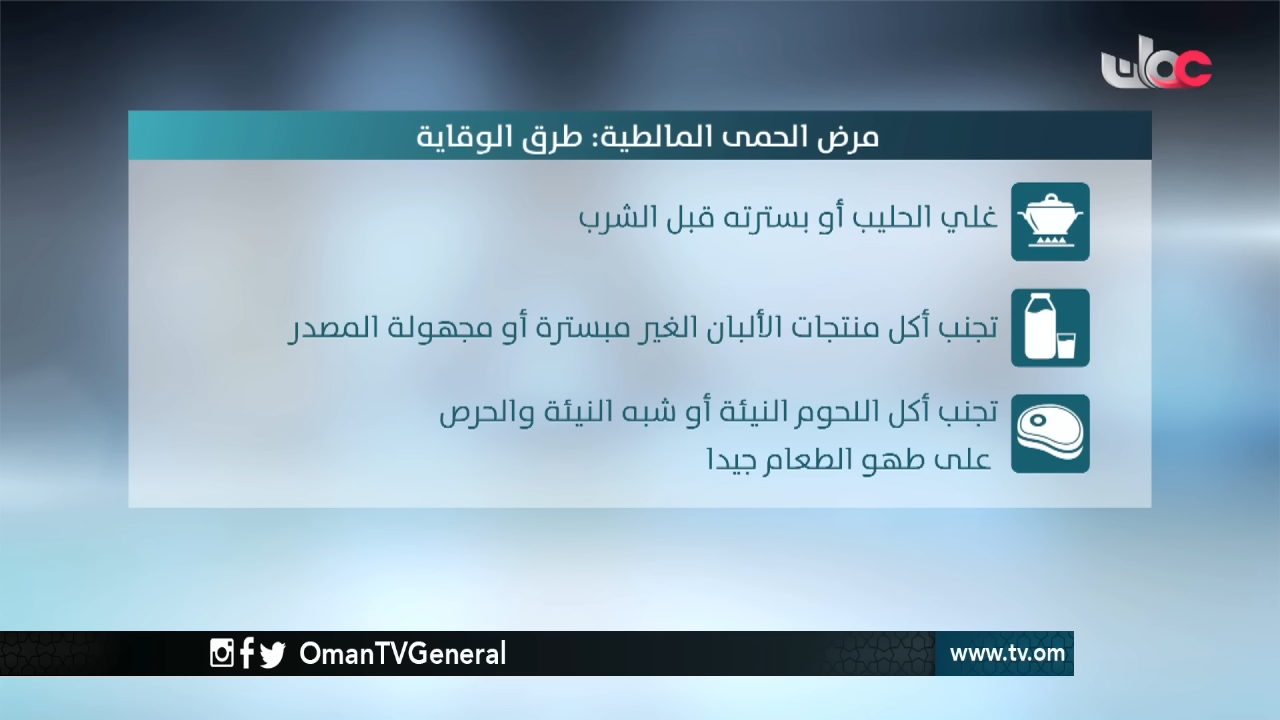 عمان
مرض الحمى المالطية: طرق الوقاية
غلي الحليب أو بسترته قبل الشرب
تجنب أكل منتجات الألبان الغير مبسترة أو مجهولة المصدر
تجنب أكل اللحوم النيئة أو شبه النيئة والحرص
على طهو الطعام جيدا
OmanTVGeneral
www.tv.om